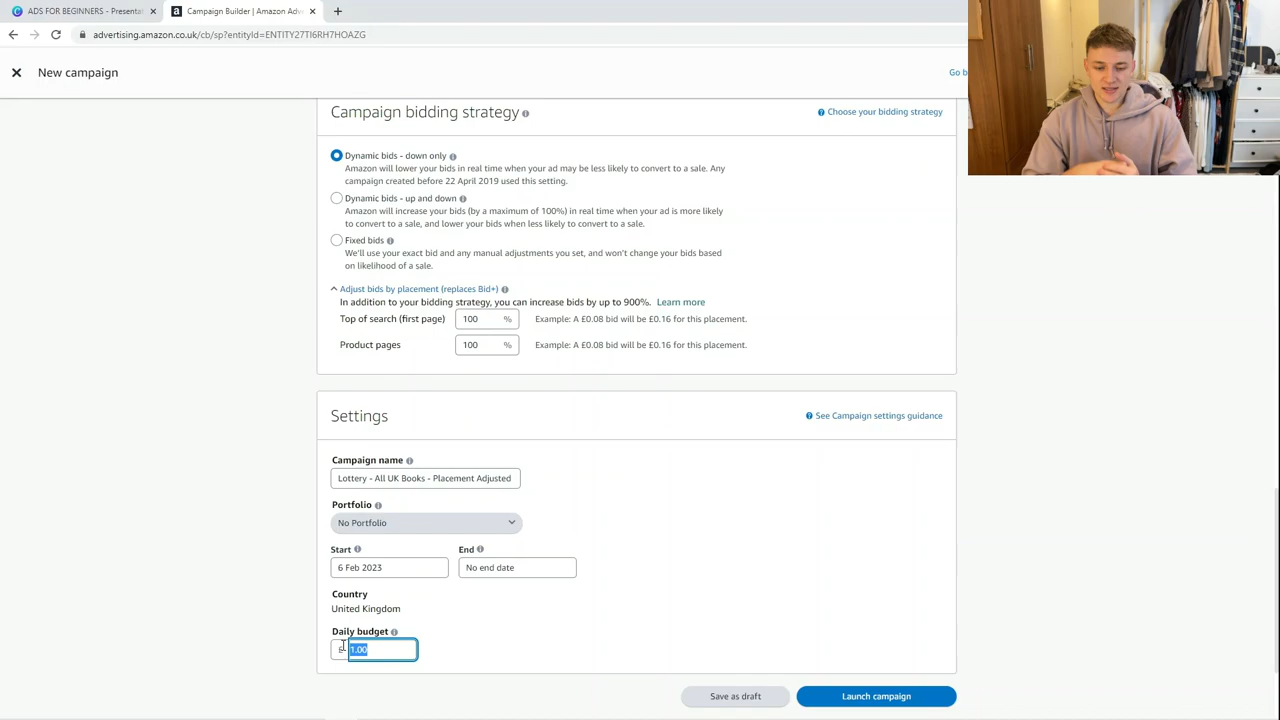 ADS FOR BEGINNERS - Presenta
Campaign Builder | Amazon Adve
advertising.amazon.co.uk/cb/sp?entityId=ENTITY27TI6RH7HOAZG
New campaign
Go b
Campaign bidding strategy
Choose your bidding strategy
Dynamic bids - down only
Amazon will lower your bids in real time when your ad may be less likely to convert to a sale. Any
campaign created before 22 April 2019 used this setting.
Dynamic bids - up and down
Amazon will increase your bids (by a maximum of 100%) in real time when your ad is more likely
to convert to a sale, and lower your bids when less likely to convert to a sale.
Fixed bids
We'll use your exact bid and any manual adjustments you set, and won't change your bids based
on likelihood of a sale.
Adjust bids by placement (replaces Bid+)
In addition to your bidding strategy, you can increase bids by up to 900%. Learn more
Top of search (first page) 100 % Example: A £0.08 bid will be £0.16 for this placement.
Product pages 100 % Example: A £0.08 bid will be £0.16 for this placement.
Settings
See Campaign settings guidance
Campaign name
Lottery - All UK Books - Placement Adjusted
Portfolio
No Portfolio
Start End
6 Feb 2023 No end date
Country
United Kingdom
Daily budget
£ 1.00
Save as draft Launch campaign